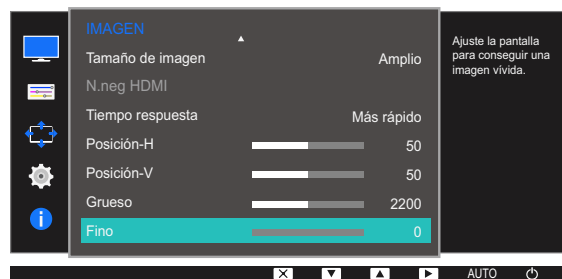 IMAGEN
Tamaño de imagen Amplio
N.neg HDMI
Tiempo respuesta Más rápido
Posición-H 50
Posición-V 50
Grueso 2200
Fino 0
Ajuste la pantalla
para conseguir una
imagen vívida.
AUTO